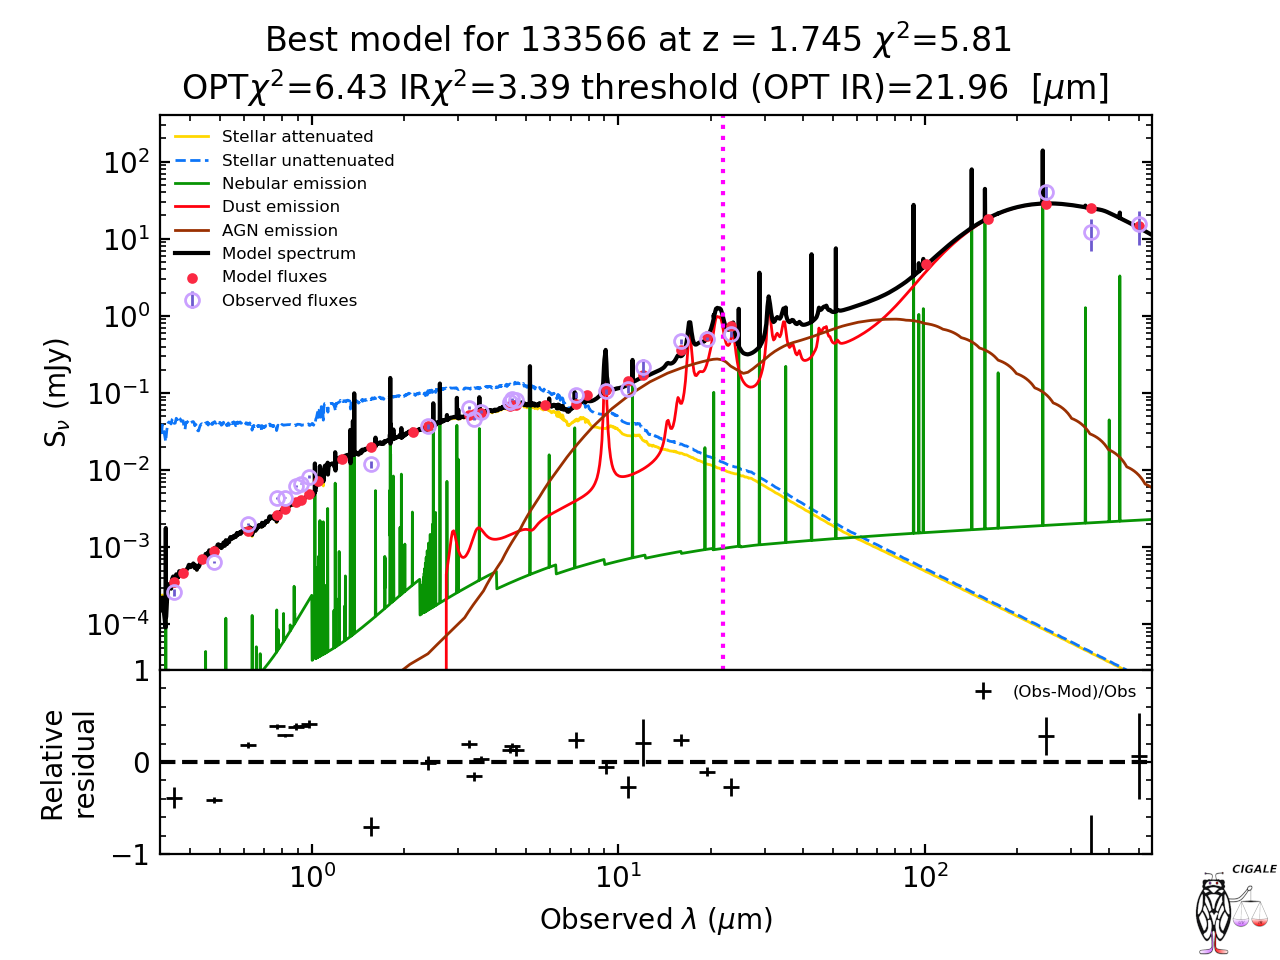 Best model for 133566 at z = 1.745 χ²=5.81
OPTχ²=6.43 IRχ²=3.39 threshold (OPT IR)=21.96 [μm]
Stellar attenuated
Stellar unattenuated
Nebular emission
Dust emission
AGN emission
Model spectrum
Model fluxes
Observed fluxes
10²
10¹
10⁰
10⁻¹
10⁻²
10⁻³
10⁻⁴
S_ν (mJy)
1
0
−1
Relative
residual
(Obs-Mod)/Obs
10⁰ 10¹ 10²
Observed λ (μm)
CIGALE